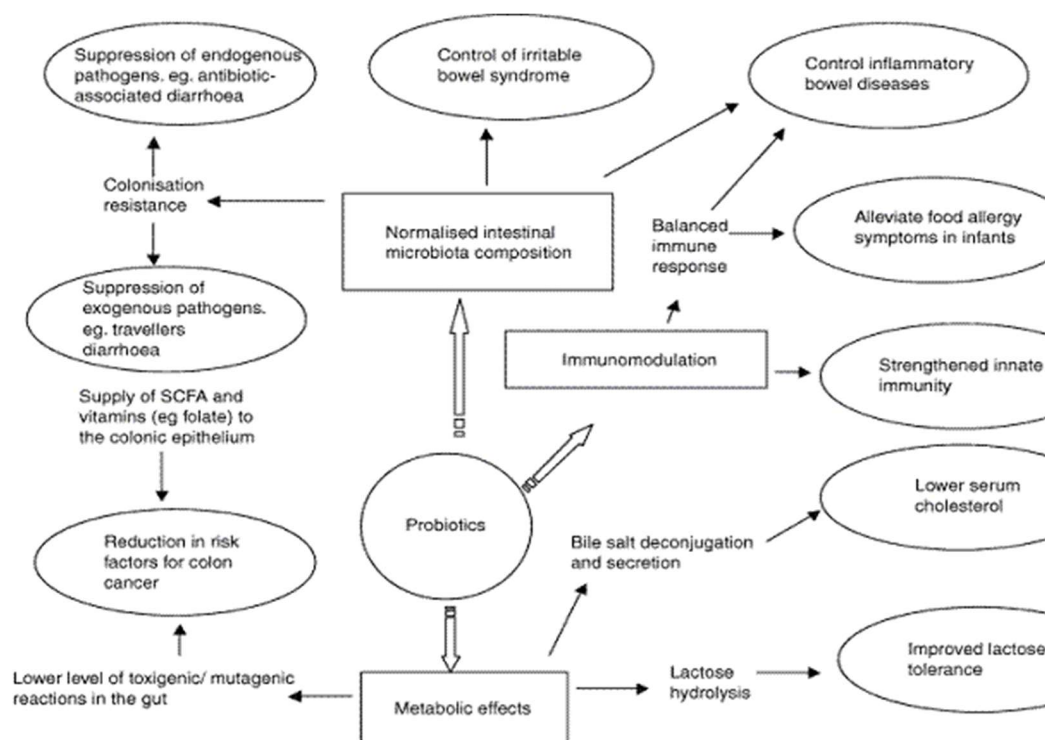 Suppression of endogenous
pathogens. eg. antibiotic-
associated diarrhoea
Control of irritable
bowel syndrome
Control inflammatory
bowel diseases
Colonisation
resistance
Normalised intestinal
microbiota composition
Balanced
immune
response
Alleviate food allergy
symptoms in infants
Suppression of
exogenous pathogens.
eg. travellers
diarrhoea
Immunomodulation
Strengthened innate
immunity
Supply of SCFA and
vitamins (eg folate) to
the colonic epithelium
Probiotics
Lower serum
cholesterol
Reduction in risk
factors for colon
cancer
Bile salt deconjugation
and secretion
Lower level of toxigenic/ mutagenic
reactions in the gut
Metabolic effects
Lactose
hydrolysis
Improved lactose
tolerance